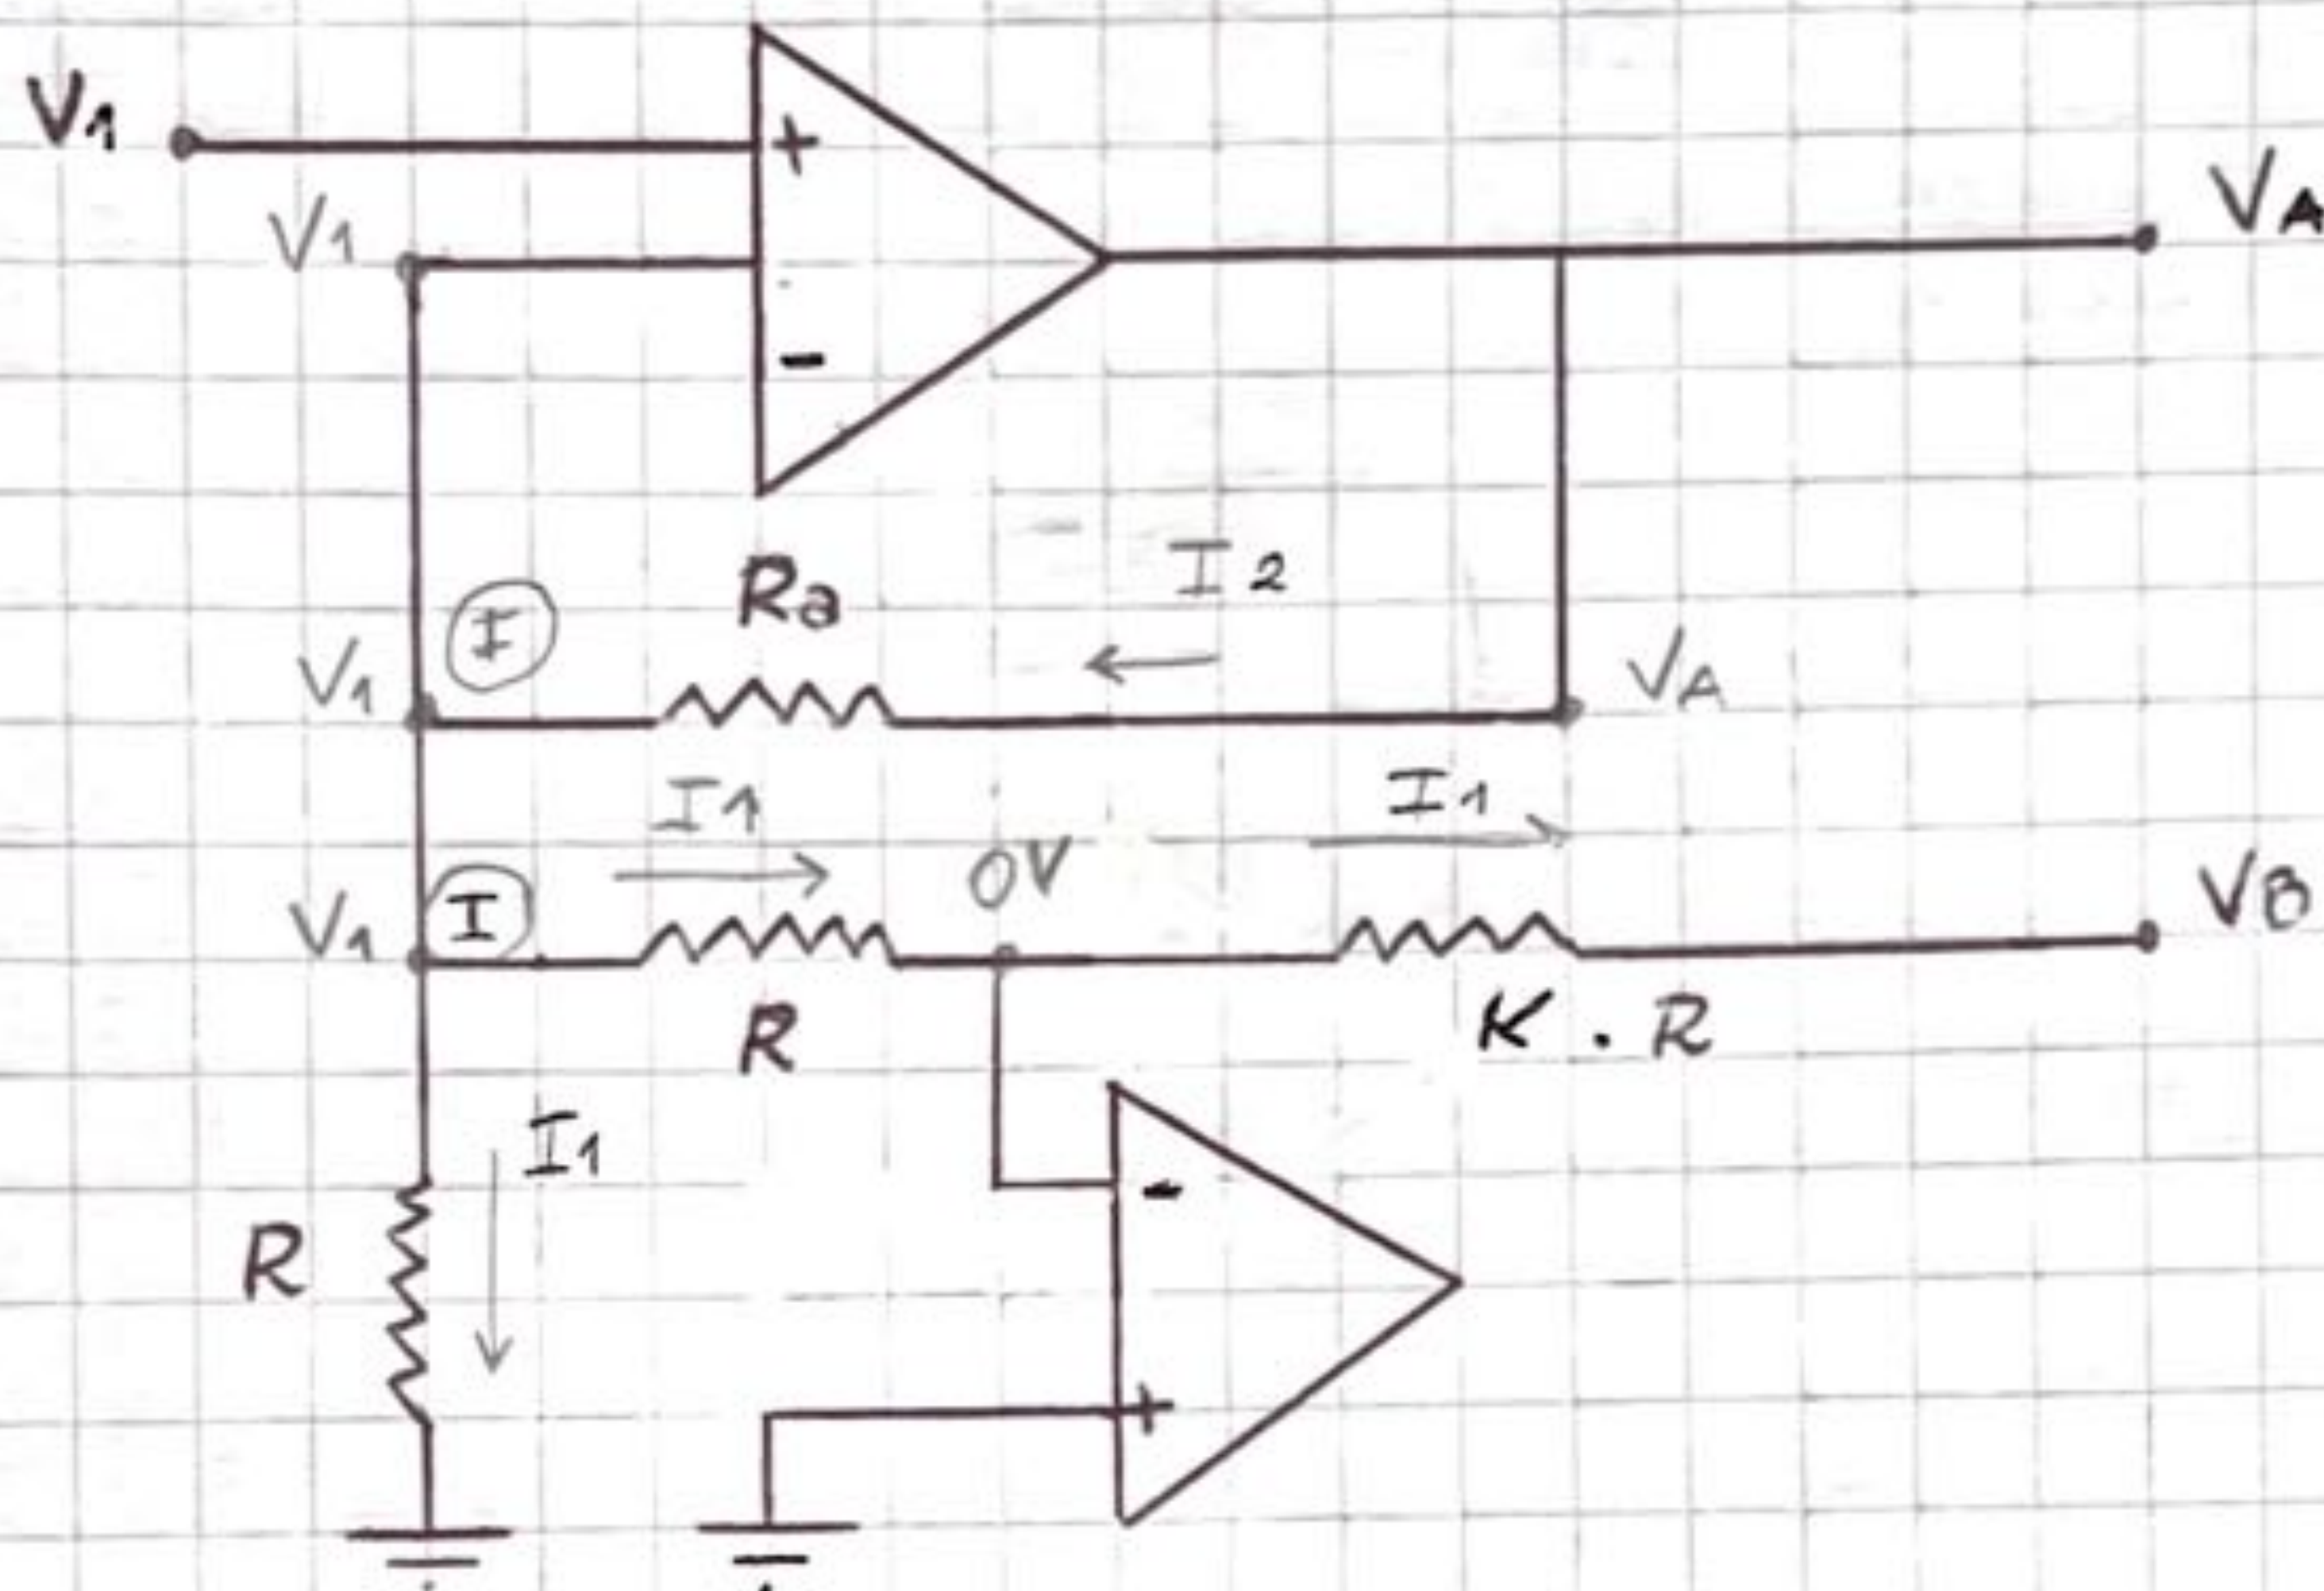 V1
+
VA
V1
-
Ra
I2
I
V1
VA
I1
I1
0V
VB
V1
I
R
K . R
I1
-
R
+